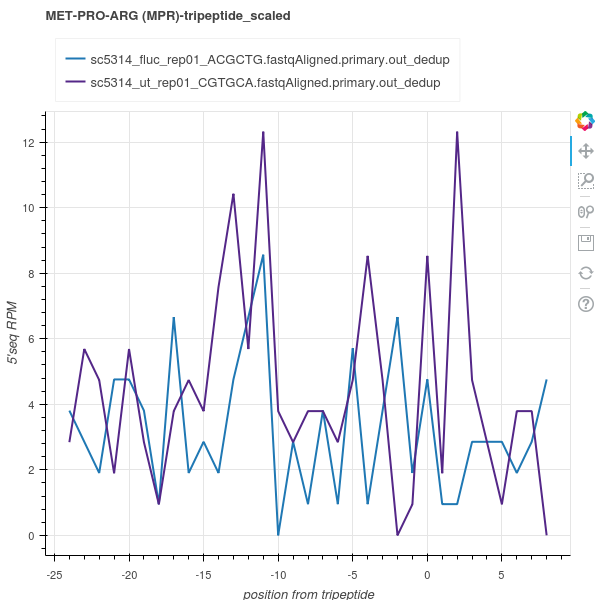 MET-PRO-ARG (MPR)-tripeptide_scaled
sc5314_fluc_rep01_ACGCTG.fastqAligned.primary.out_dedup
sc5314_ut_rep01_CGTGCA.fastqAligned.primary.out_dedup
12
10
8
6
4
2
0
5'seq RPM
-25 -20 -15 -10 -5 0 5
position from tripeptide